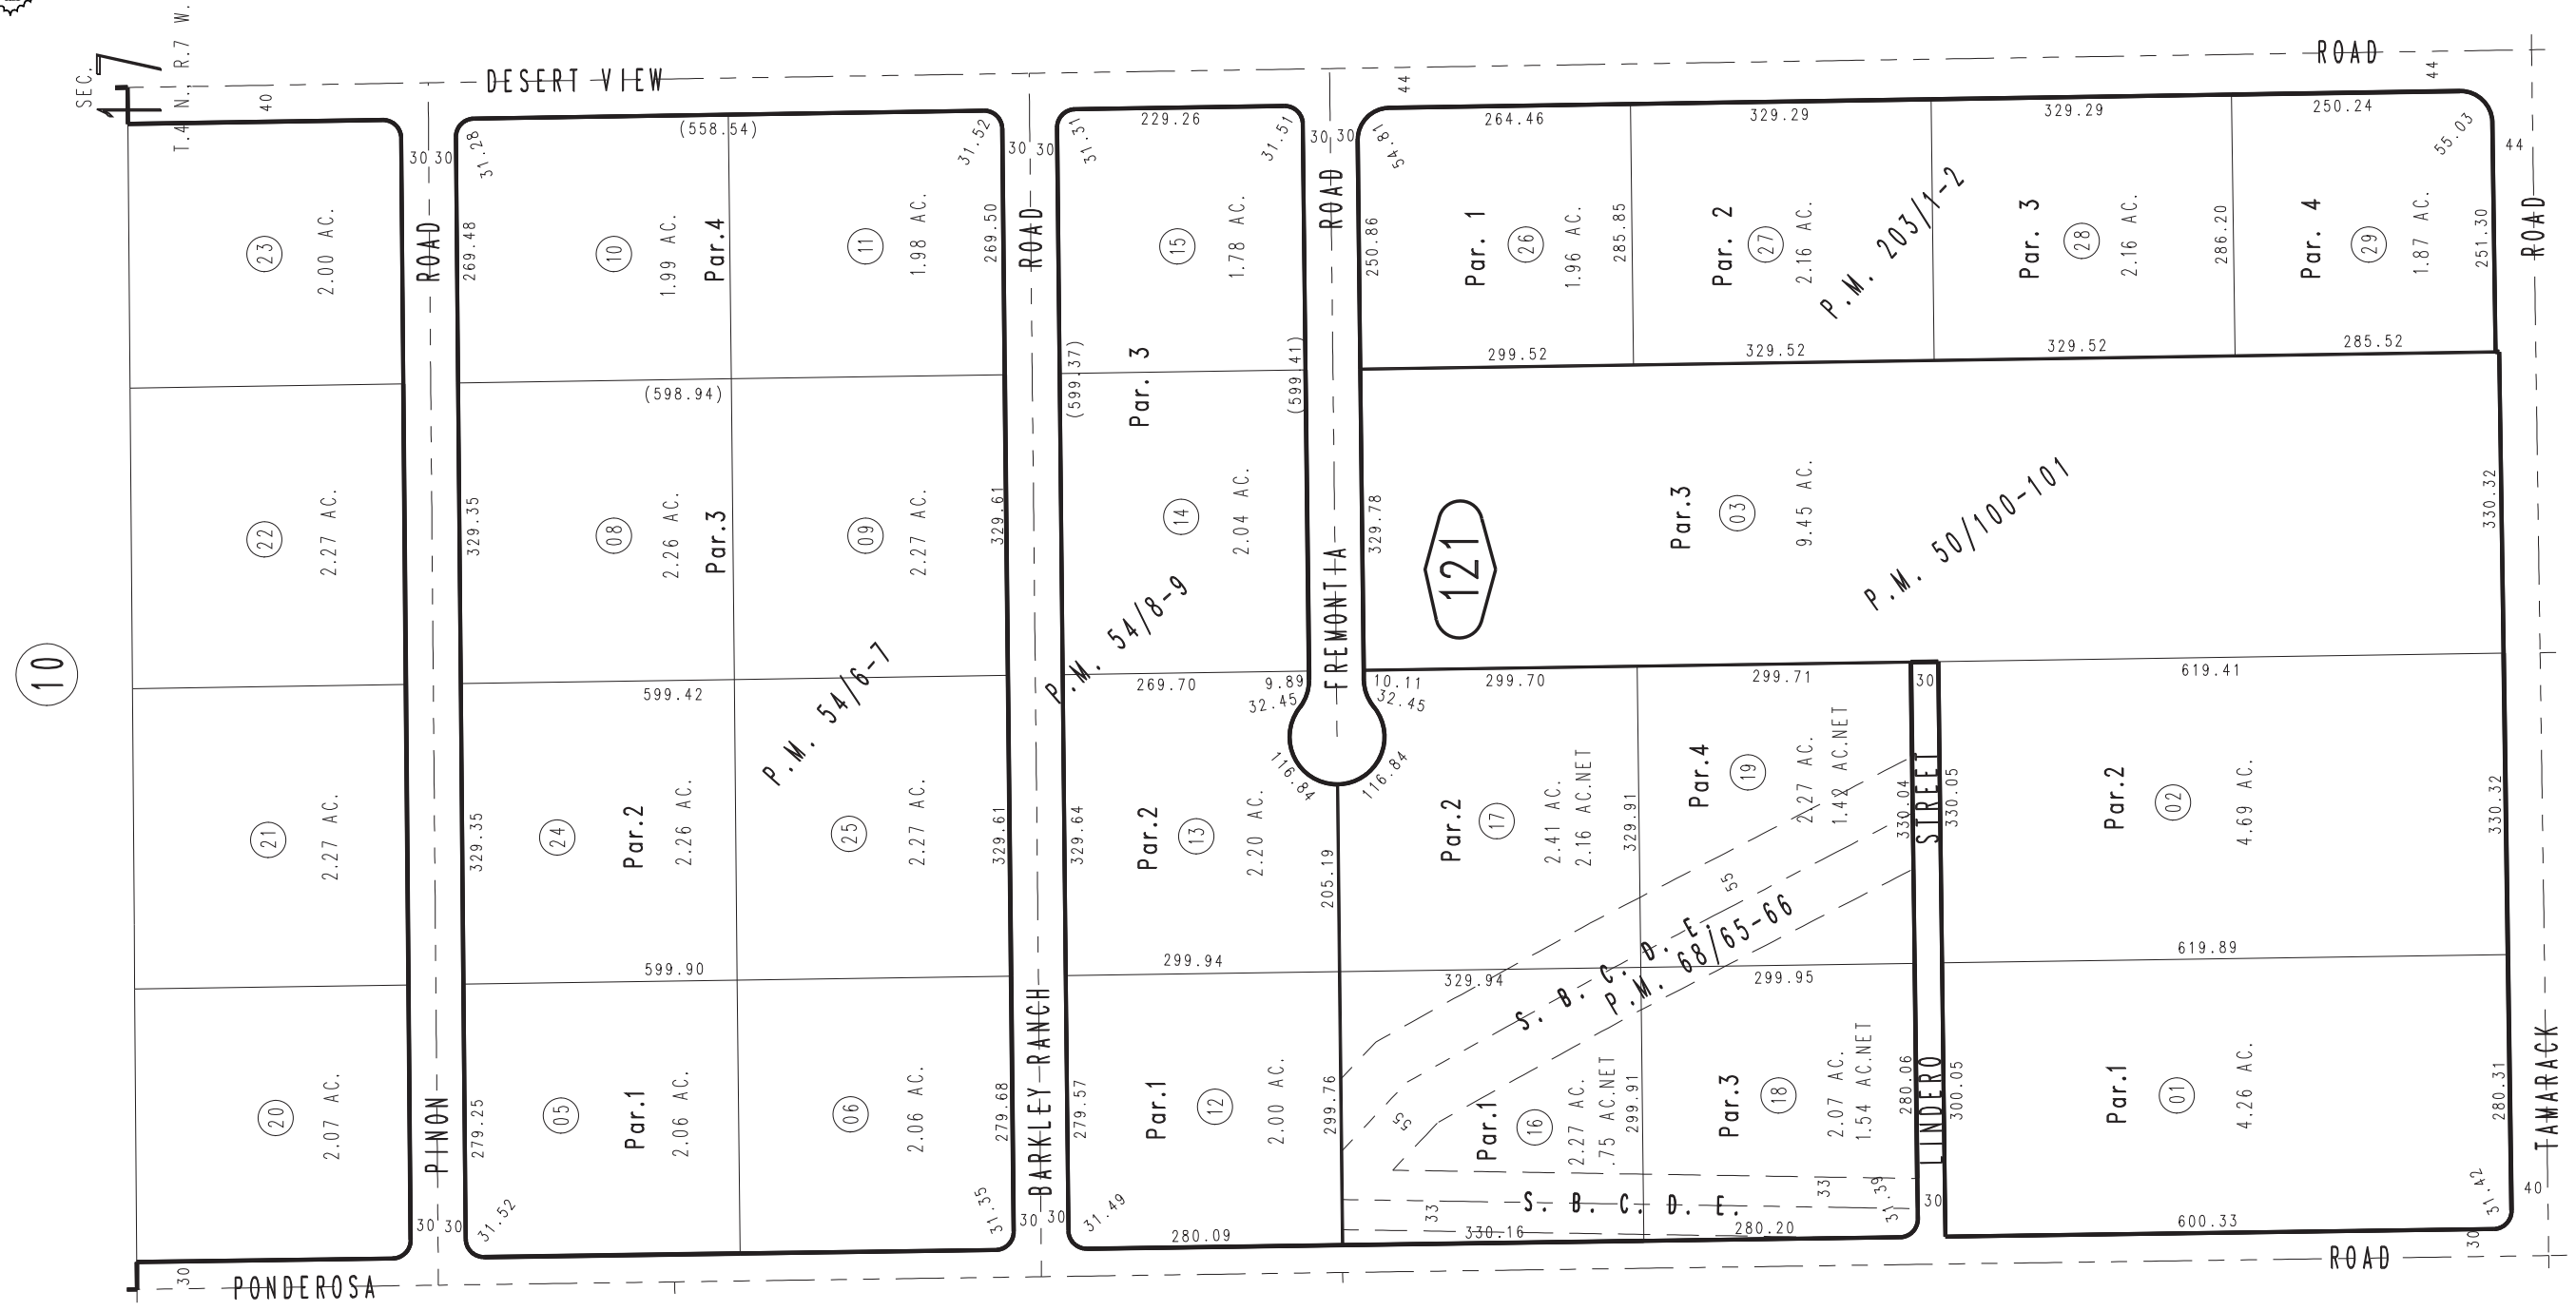 SEC.
17
T.4 N., R.7 W.
DESERT VIEW
ROAD
40
44
44
(558.54)
229.26
264.46
329.29
329.29
250.24
31.28
31.52
31.31
31.51
54.81
55.03
30 30
30 30
30 30
44
23
2.00 AC.
ROAD
269.48
10
1.99 AC.
Par.4
11
1.98 AC.
269.50
ROAD
15
1.78 AC.
ROAD
250.86
Par. 1
26
1.96 AC.
285.85
Par. 2
27
2.16 AC.
P.M. 203/1-2
Par. 3
28
2.16 AC.
286.20
Par. 4
29
1.87 AC.
251.30
ROAD
(598.94)
(599.37)
Par. 3
(599.41)
299.52
329.52
329.52
285.52
22
2.27 AC.
329.35
08
2.26 AC.
Par.3
09
2.27 AC.
329.61
14
2.04 AC.
FREMONTIA
329.78
121
Par.3
03
9.45 AC.
P.M. 50/100-101
330.32
10
P.M. 54/6-7
P.M. 54/8-9
599.42
269.70
9.89
10.11
299.70
299.71
30
619.41
32.45
32.45
116.84
116.84
21
2.27 AC.
329.35
24
Par.2
2.26 AC.
25
2.27 AC.
329.61
329.64
Par.2
13
2.20 AC.
205.19
Par.2
17
2.41 AC.
2.16 AC.NET
329.91
Par.4
19
2.27 AC.
1.42 AC.NET
330.04
STREET
330.05
Par.2
02
4.69 AC.
330.32
55
S. B. C. D. E.
P.M. 68/65-66
599.90
299.94
329.94
299.95
619.89
20
2.07 AC.
PINON
279.25
05
Par.1
2.06 AC.
06
2.06 AC.
279.68
BARKLEY RANCH
279.57
Par.1
12
2.00 AC.
299.76
55
Par.1
16
2.27 AC.
.75 AC.NET
299.91
Par.3
18
2.07 AC.
1.54 AC.NET
280.06
LINDERO
300.05
Par.1
01
4.26 AC.
280.31
TAMARACK
30 30
31.52
31.35
30 30
31.49
33
S. B. C. D. E.
33
31.39
30
31.42
40
280.09
330.16
280.20
600.33
30
PONDEROSA
ROAD
30